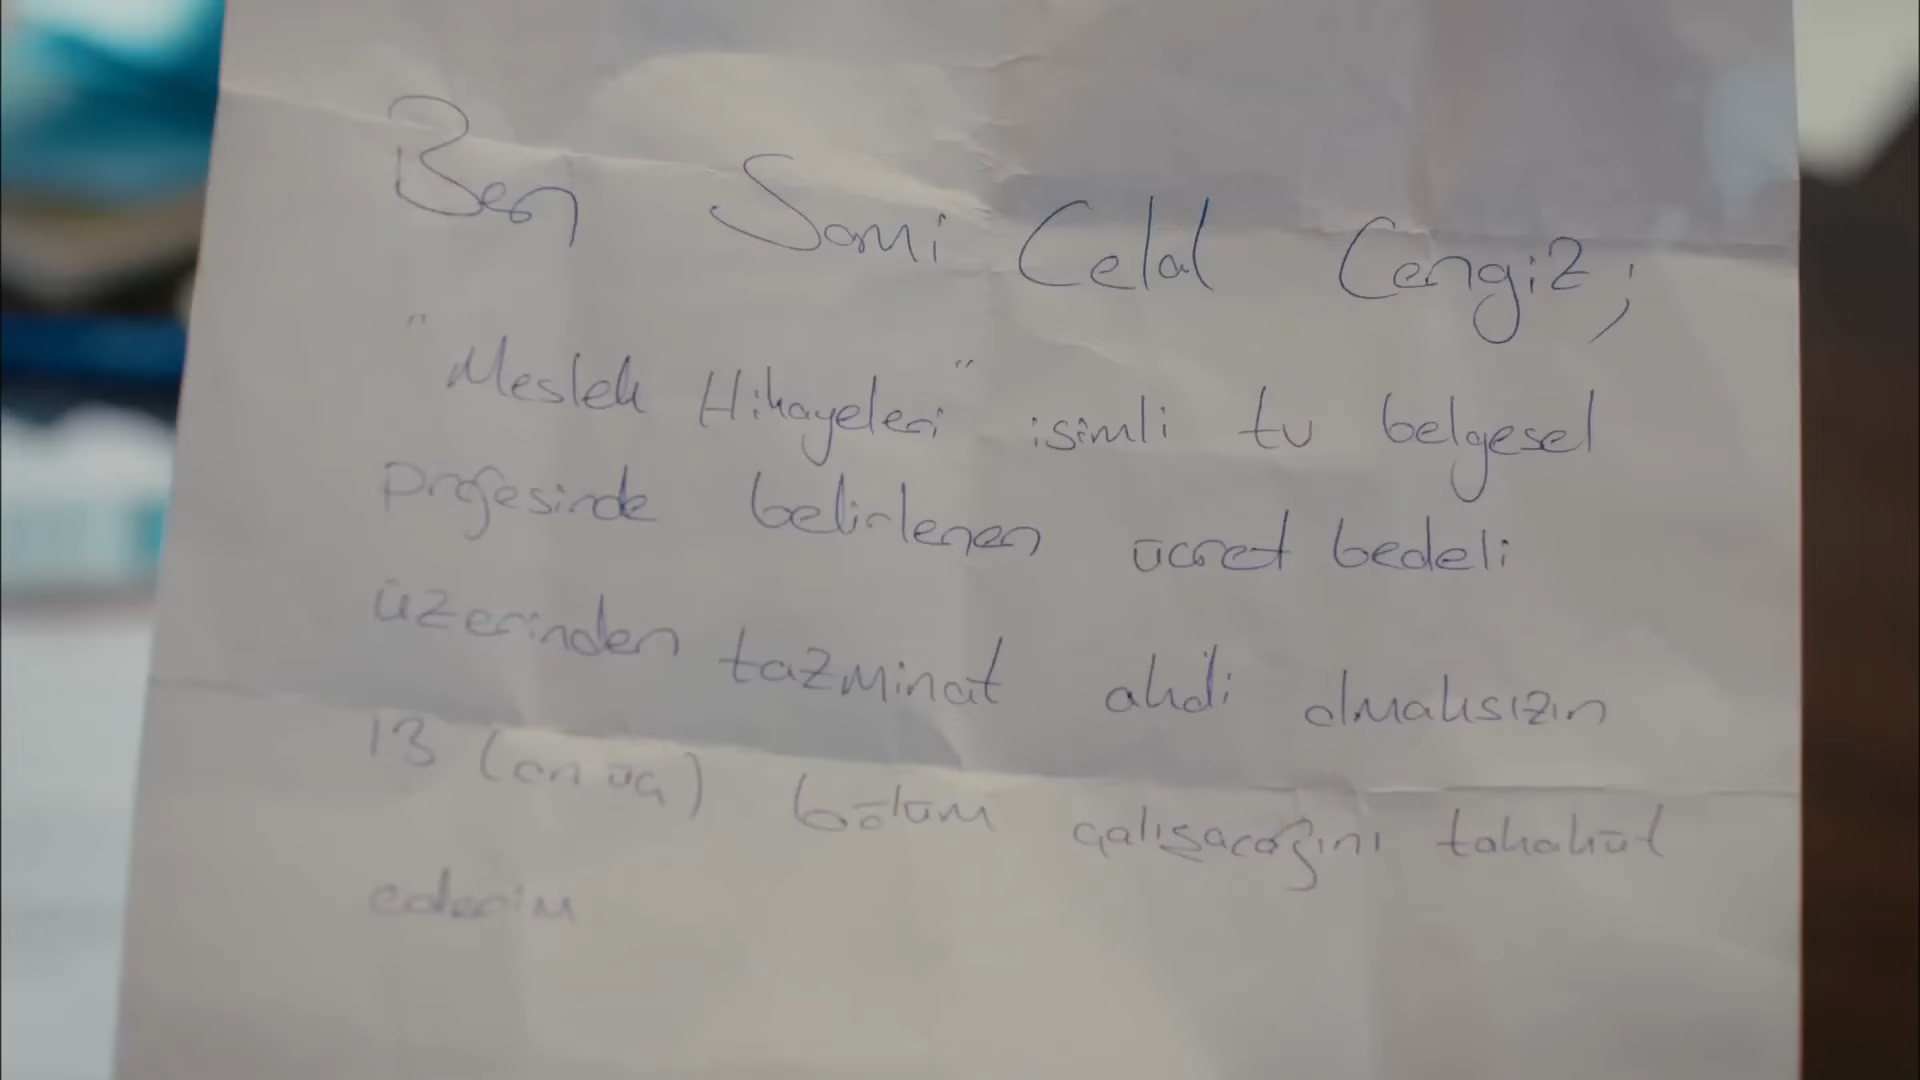 Ben Sami Celal Cengiz;
"Meslek Hikayeleri" isimli tv belgesel
projesinde belirlenen ücret bedeli
üzerinden tazminat ahdi olmaksızın
13 (on üç) bölüm çalışacağını tahahüt
ederim.